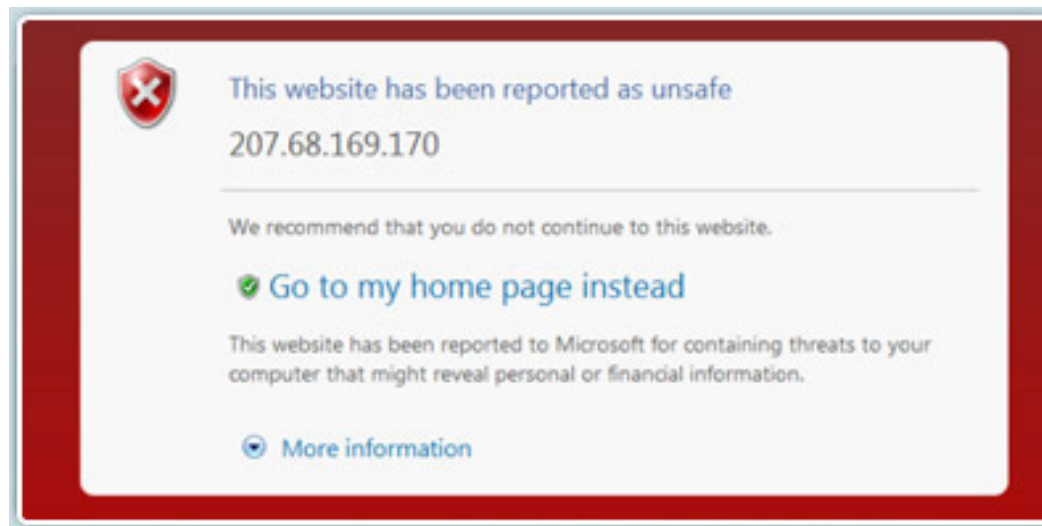 This website has been reported as unsafe
207.68.169.170
We recommend that you do not continue to this website.
Go to my home page instead
This website has been reported to Microsoft for containing threats to your
computer that might reveal personal or financial information.
More information